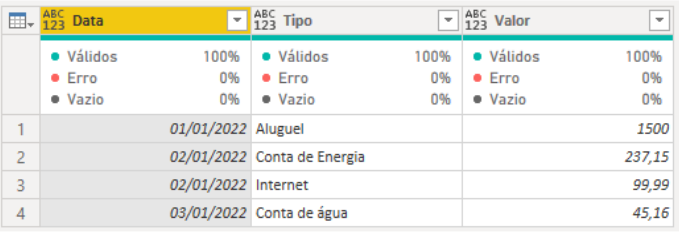 ABC 123 Data ABC 123 Tipo ABC 123 Valor
Válidos 100% Válidos 100% Válidos 100%
Erro 0% Erro 0% Erro 0%
Vazio 0% Vazio 0% Vazio 0%
1 01/01/2022 Aluguel 1500
2 02/01/2022 Conta de Energia 237,15
3 02/01/2022 Internet 99,99
4 03/01/2022 Conta de água 45,16